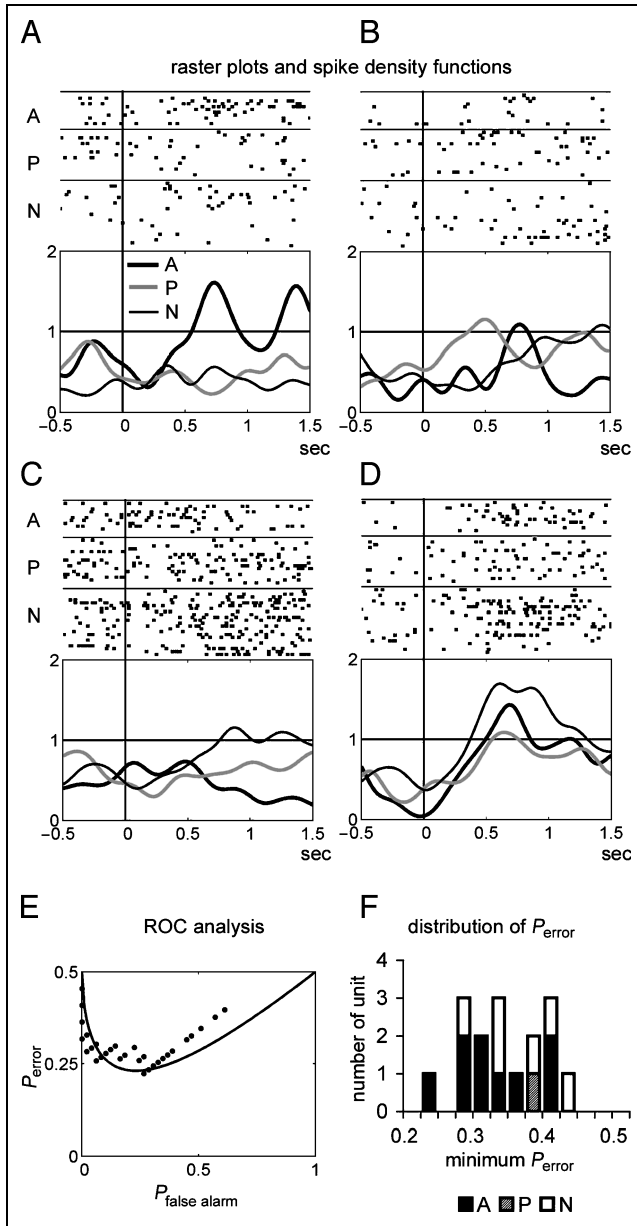 A B
raster plots and spike density functions
A
P
N
2
1
0
A
P
N
−0.5 0 0.5 1 1.5
sec
2
1
0
−0.5 0 0.5 1 1.5
sec
C D
A
P
N
2
1
0
−0.5 0 0.5 1 1.5
sec
2
1
0
−0.5 0 0.5 1 1.5
sec
E
ROC analysis
0.5
0.25
0
Perror
0 0.5 1
Pfalse alarm
F
distribution of Perror
4
3
2
1
0
number of unit
0.2 0.3 0.4 0.5
minimum Perror
A P N